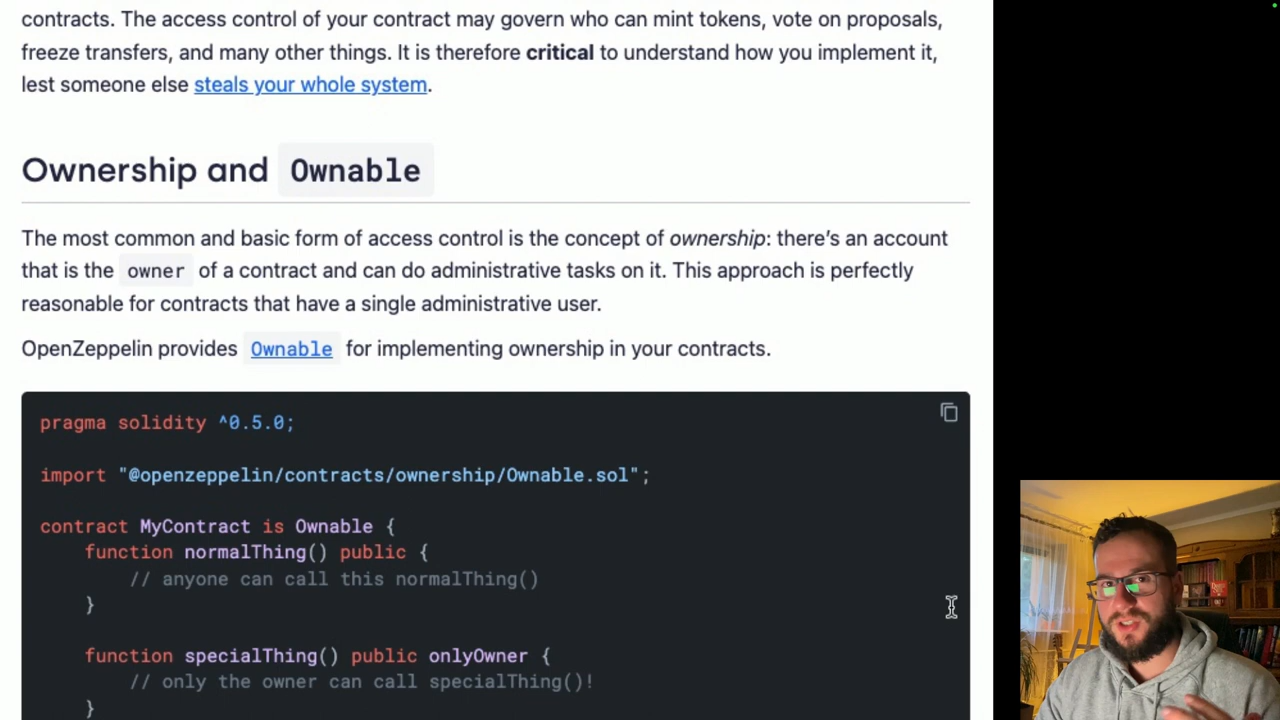 contracts. The access control of your contract may govern who can mint tokens, vote on proposals,
freeze transfers, and many other things. It is therefore critical to understand how you implement it,
lest someone else steals your whole system.
Ownership and Ownable
The most common and basic form of access control is the concept of ownership: there's an account
that is the owner of a contract and can do administrative tasks on it. This approach is perfectly
reasonable for contracts that have a single administrative user.
OpenZeppelin provides Ownable for implementing ownership in your contracts.
pragma solidity ^0.5.0;
import "@openzeppelin/contracts/ownership/Ownable.sol";
contract MyContract is Ownable {
function normalThing() public {
// anyone can call this normalThing()
}
function specialThing() public onlyOwner {
// only the owner can call specialThing()!
}